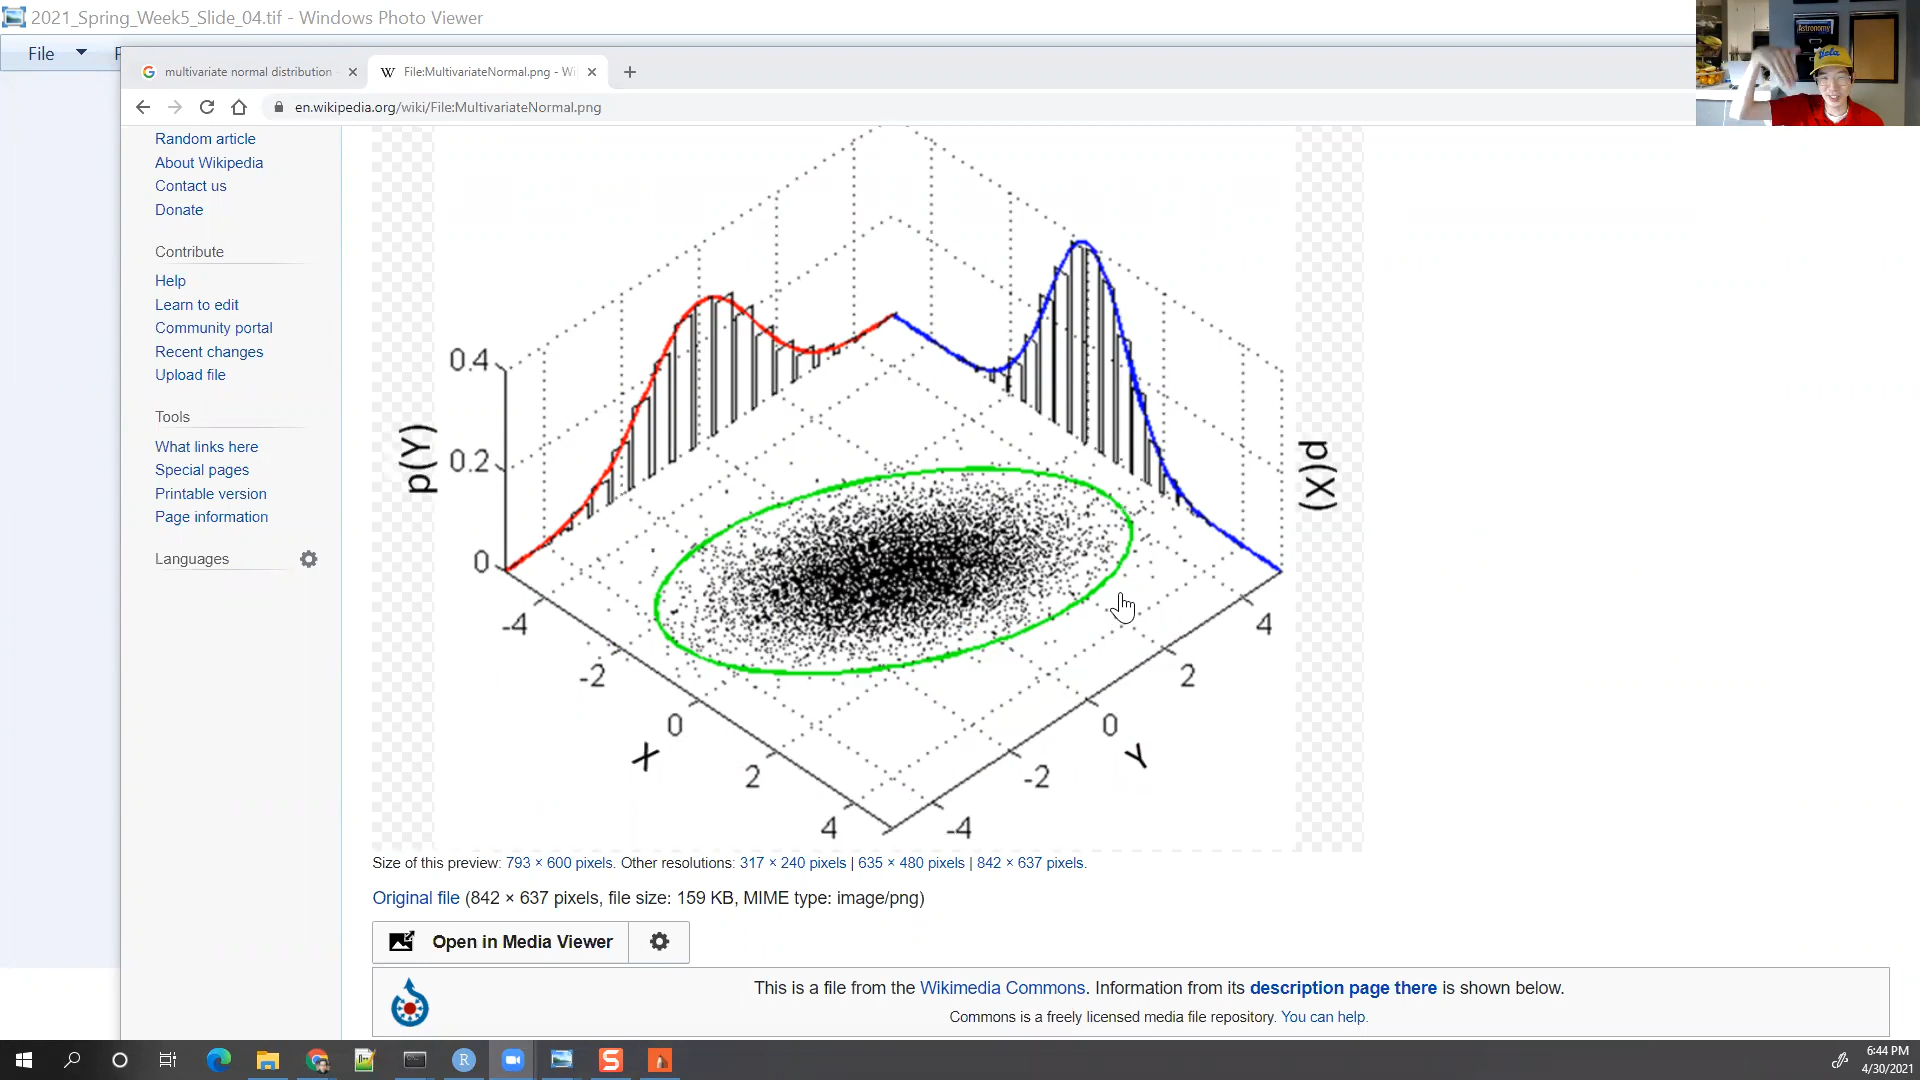 2021_Spring_Week5_Slide_04.tif - Windows Photo Viewer
File
multivariate normal distribution
W File:MultivariateNormal.png - Wi
en.wikipedia.org/wiki/File:MultivariateNormal.png
Random article
About Wikipedia
Contact us
Donate
Contribute
Help
Learn to edit
Community portal
Recent changes
Upload file
Tools
What links here
Special pages
Printable version
Page information
Languages
0.4
0.2
0
p(Y)
p(X)
-4
-2
0
2
4
X
-4
-2
0
2
4
Y
Size of this preview: 793 × 600 pixels. Other resolutions: 317 × 240 pixels | 635 × 480 pixels | 842 × 637 pixels.
Original file (842 × 637 pixels, file size: 159 KB, MIME type: image/png)
Open in Media Viewer
This is a file from the Wikimedia Commons. Information from its description page there is shown below.
Commons is a freely licensed media file repository. You can help.
Astronomy
Ucla
R
S
6:44 PM
4/30/2021